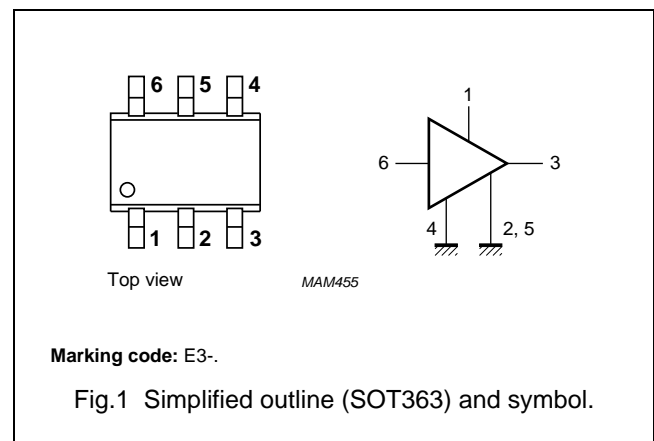 6 5 4
1 2 3
Top view
1
6
3
4
2, 5
MAM455
Marking code: E3-.
Fig.1 Simplified outline (SOT363) and symbol.